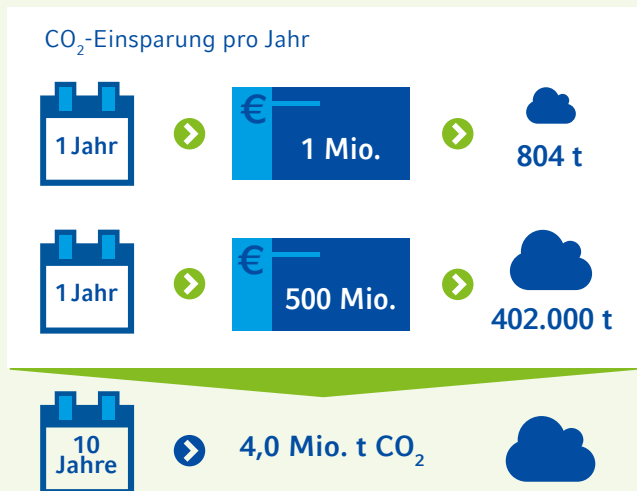 CO₂-Einsparung pro Jahr
1 Jahr
€
1 Mio.
804 t
1 Jahr
€
500 Mio.
402.000 t
10
Jahre
4,0 Mio. t CO₂